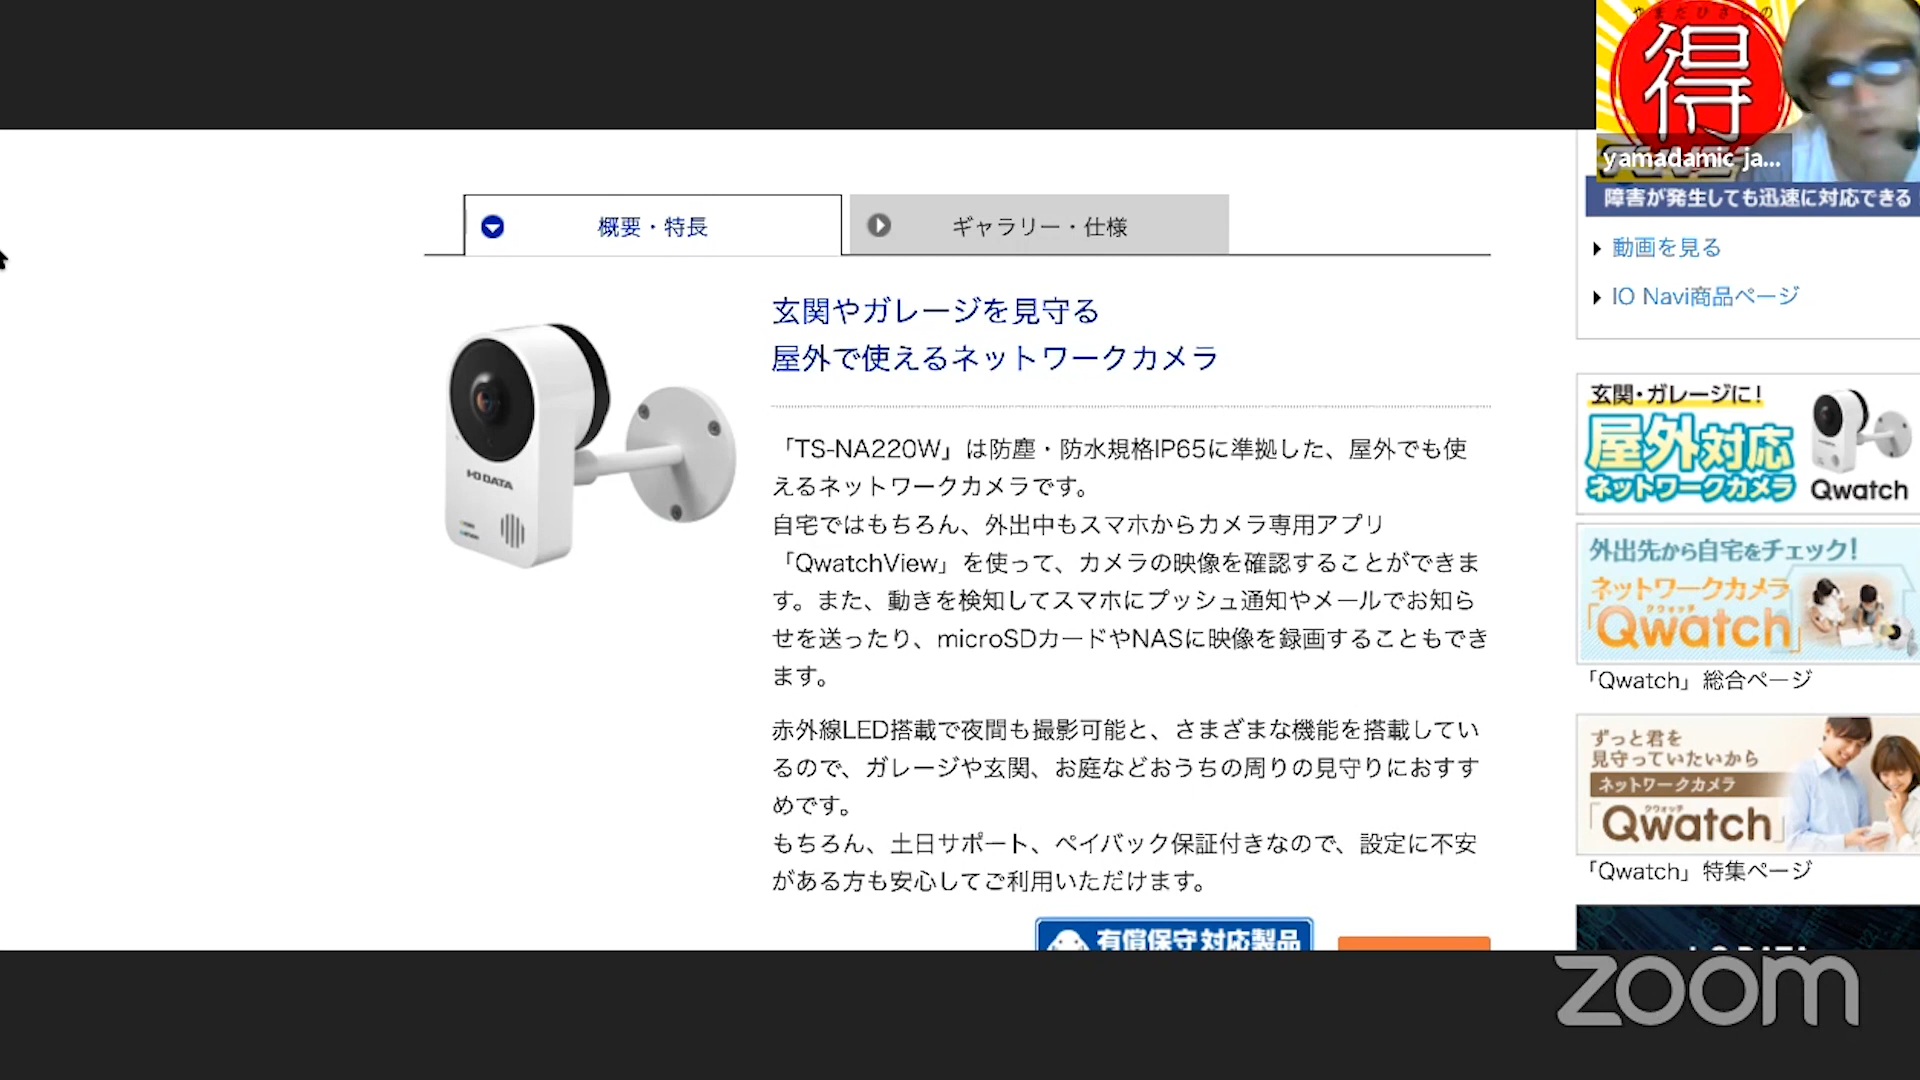 やまだひさしの
得
yamadamic ja...
障害が発生しても迅速に対応できる
動画を見る
IO Navi商品ページ
概要・特長
ギャラリー・仕様
玄関やガレージを見守る
屋外で使えるネットワークカメラ
I-O DATA
「TS-NA220W」は防塵・防水規格IP65に準拠した、屋外でも使
えるネットワークカメラです。
自宅ではもちろん、外出中もスマホからカメラ専用アプリ
「QwatchView」を使って、カメラの映像を確認することができま
す。また、動きを検知してスマホにプッシュ通知やメールでお知ら
せを送ったり、microSDカードやNASに映像を録画することもでき
ます。
赤外線LED搭載で夜間も撮影可能と、さまざまな機能を搭載してい
るので、ガレージや玄関、お庭などおうちの周りの見守りにおすす
めです。
もちろん、土日サポート、ペイバック保証付きなので、設定に不安
がある方も安心してご利用いただけます。
有償保守対応製品
玄関・ガレージに!
屋外対応
ネットワークカメラ
Qwatch
外出先から自宅をチェック!
ネットワークカメラ
クウォッチ
「Qwatch」
「Qwatch」総合ページ
ずっと君を
見守っていたいから
ネットワークカメラ
クウォッチ
「Qwatch」
「Qwatch」特集ページ
I-O DATA
zoom